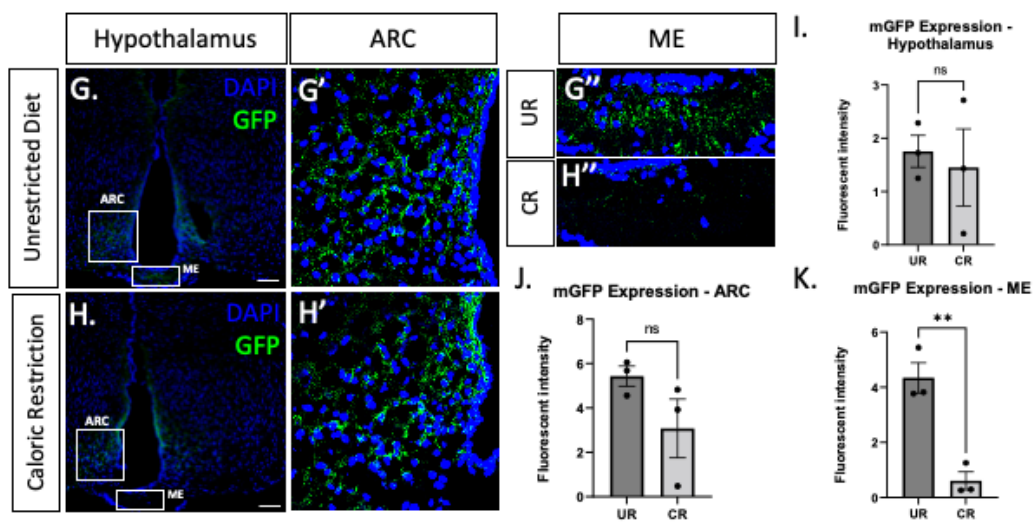 Hypothalamus
ARC
ME
Unrestricted Diet
G.
DAPI
GFP
ARC
ME
G'
UR
G"
CR
H"
Caloric Restriction
H.
DAPI
GFP
ARC
ME
H'
I.
mGFP Expression -
Hypothalamus
ns
Fluorescent intensity
3
2
1
0
UR
CR
J.
mGFP Expression - ARC
ns
Fluorescent intensity
8
6
4
2
0
UR
CR
K.
mGFP Expression - ME
**
Fluorescent intensity
6
4
2
0
UR
CR